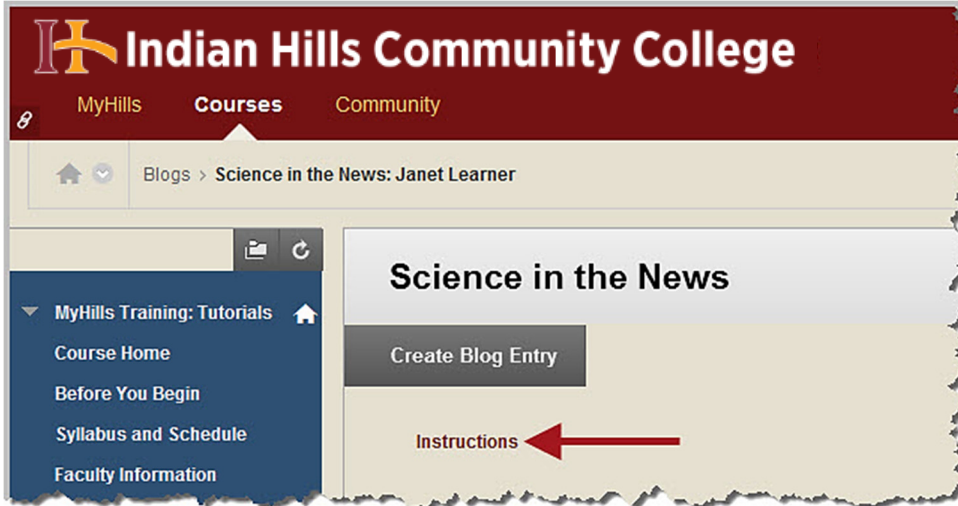 Indian Hills Community College
MyHills Courses Community
Blogs > Science in the News: Janet Learner
Science in the News
MyHills Training: Tutorials
Course Home
Before You Begin
Syllabus and Schedule
Faculty Information
Create Blog Entry
Instructions